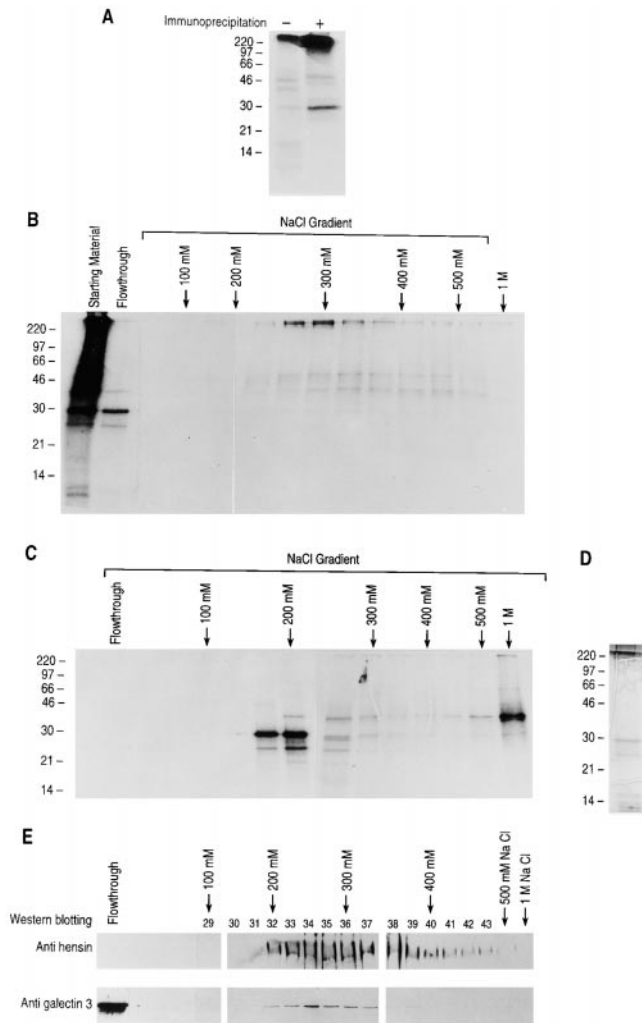 A
Immunoprecipitation – +
220 –
97 –
66 –
46 –
30 –
21 –
14 –
B
NaCl Gradient
Starting Material
Flowthrough
100 mM
200 mM
300 mM
400 mM
500 mM
1 M
220 –
97 –
66 –
46 –
30 –
21 –
14 –
C
NaCl Gradient
Flowthrough
100 mM
200 mM
300 mM
400 mM
500 mM
1 M
220 –
97 –
66 –
46 –
30 –
21 –
14 –
D
220 –
97 –
66 –
46 –
30 –
21 –
14 –
E
Flowthrough
100 mM
200 mM
300 mM
400 mM
500 mM Na Cl
1 M Na Cl
Western blotting 29 30 31 32 33 34 35 36 37 38 39 40 41 42 43
Anti hensin
Anti galectin 3